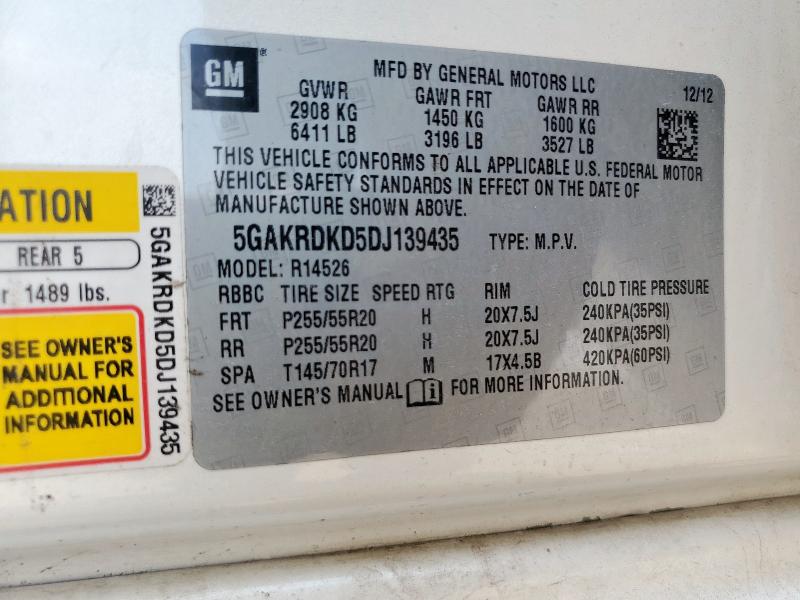 GM
®
MFD BY GENERAL MOTORS LLC
12/12
GVWR GAWR FRT GAWR RR
2908 KG 1450 KG 1600 KG
6411 LB 3196 LB 3527 LB
THIS VEHICLE CONFORMS TO ALL APPLICABLE U.S. FEDERAL MOTOR
VEHICLE SAFETY STANDARDS IN EFFECT ON THE DATE OF
MANUFACTURE SHOWN ABOVE.
5GAKRDKD5DJ139435 TYPE: M.P.V.
MODEL: R14526
RBBC TIRE SIZE SPEED RTG RIM COLD TIRE PRESSURE
FRT P255/55R20 H 20X7.5J 240KPA(35PSI)
RR P255/55R20 H 20X7.5J 240KPA(35PSI)
SPA T145/70R17 M 17X4.5B 420KPA(60PSI)
SEE OWNER'S MANUAL FOR MORE INFORMATION.
ATION
REAR 5
r 1489 lbs.
SEE OWNER'S
MANUAL FOR
ADDITIONAL
INFORMATION
5GAKRDKD5DJ139435